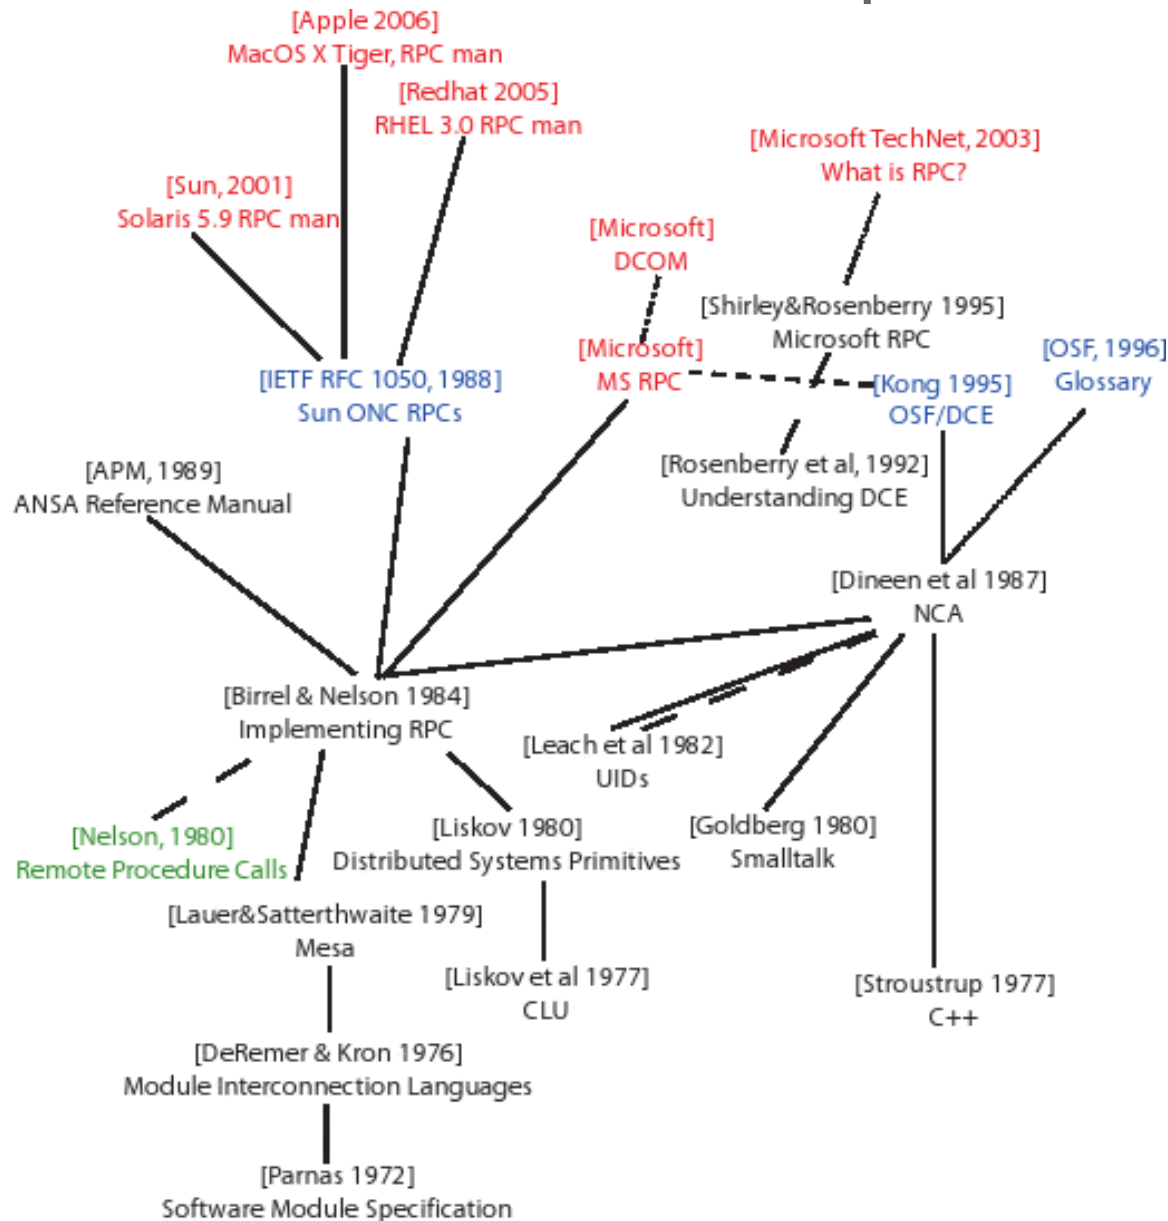 [Apple 2006]
MacOS X Tiger, RPC man
[Redhat 2005]
RHEL 3.0 RPC man
[Microsoft TechNet, 2003]
What is RPC?
[Sun, 2001]
Solaris 5.9 RPC man
[Microsoft]
DCOM
[Shirley&Rosenberry 1995]
Microsoft RPC
[Microsoft]
MS RPC
[OSF, 1996]
Glossary
[IETF RFC 1050, 1988]
Sun ONC RPCs
[Kong 1995]
OSF/DCE
[APM, 1989]
ANSA Reference Manual
[Rosenberry et al, 1992]
Understanding DCE
[Dineen et al 1987]
NCA
[Birrel & Nelson 1984]
Implementing RPC
[Leach et al 1982]
UIDs
[Nelson, 1980]
Remote Procedure Calls
[Liskov 1980]
Distributed Systems Primitives
[Goldberg 1980]
Smalltalk
[Lauer&Satterthwaite 1979]
Mesa
[Liskov et al 1977]
CLU
[Stroustrup 1977]
C++
[DeRemer & Kron 1976]
Module Interconnection Languages
[Parnas 1972]
Software Module Specification